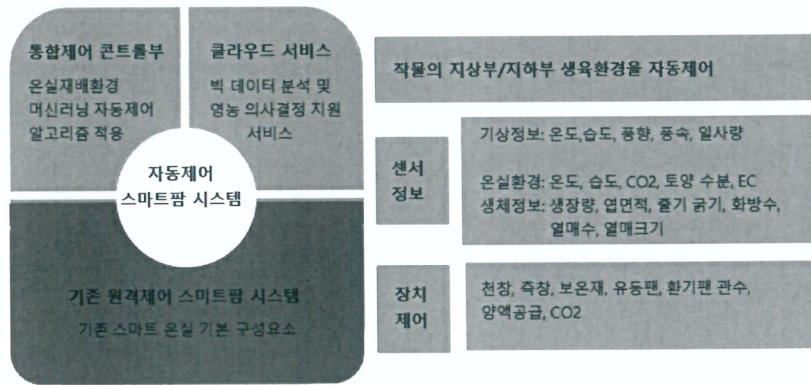 통합제어 콘트롤부
온실재배환경
머신러닝 자동제어
알고리즘 적용
클라우드 서비스
빅 데이터 분석 및
영농 의사결정 지원
서비스
자동제어
스마트팜 시스템
기존 원격제어 스미트팜 시스템
기존 스마트 온실 기본 구성요소
작물의 지상부/지하부 생육환경을 자동제어
센서
정보
기상정보: 온도,습도, 풍향, 풍속, 일사량
온실환경: 온도, 습도, CO2, 토양 수분, EC
생체정보: 생장량, 엽면적, 줄기 굵기, 화방수,
열매수, 열매크기
장치
제어
천창, 측창, 보온재, 유동팬, 환기팬 관수,
양액공급, CO2